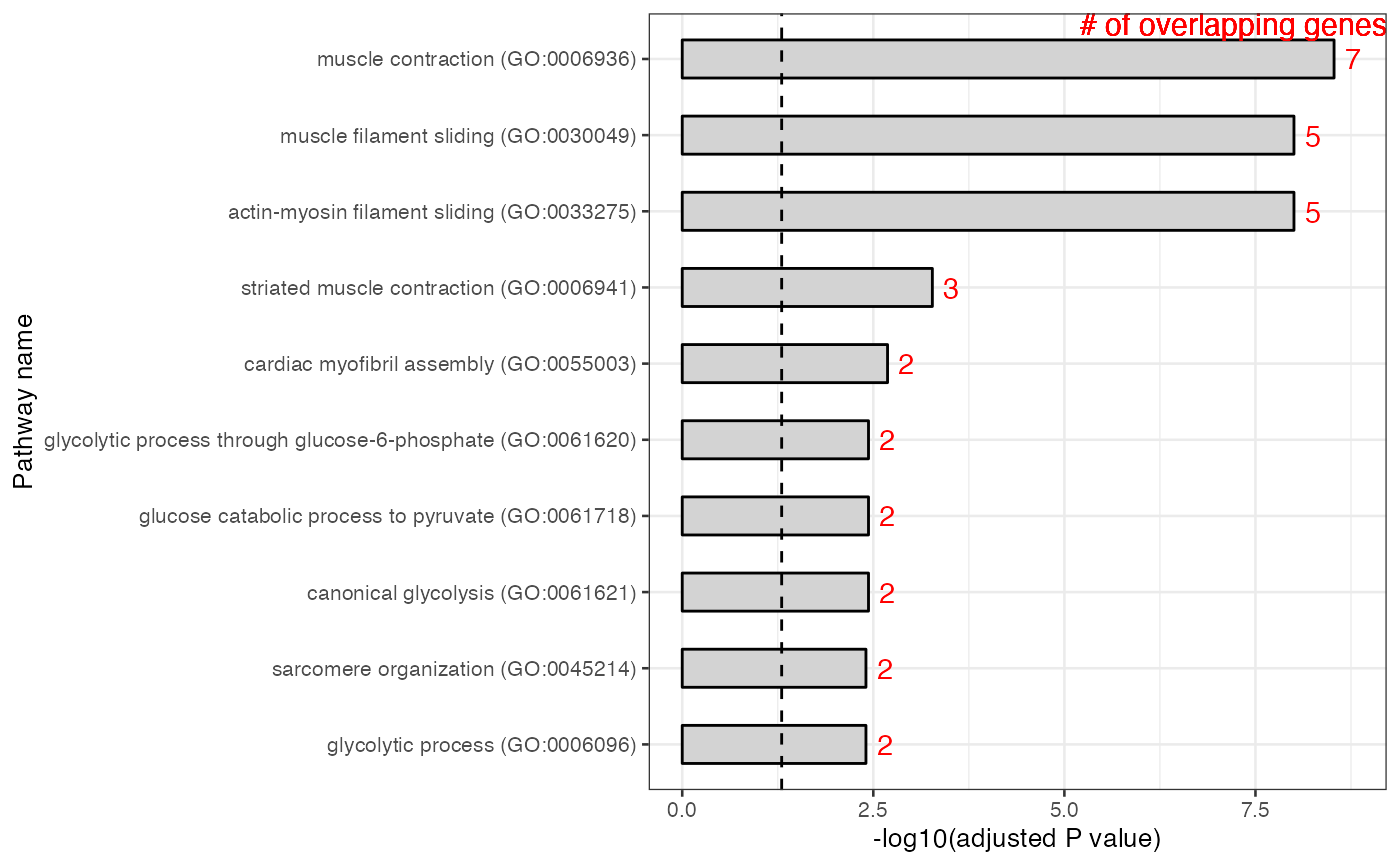 # of overlapping genes
muscle contraction (GO:0006936)
7
muscle filament sliding (GO:0030049)
5
actin-myosin filament sliding (GO:0033275)
5
striated muscle contraction (GO:0006941)
3
cardiac myofibril assembly (GO:0055003)
2
glycolytic process through glucose-6-phosphate (GO:0061620)
2
glucose catabolic process to pyruvate (GO:0061718)
2
canonical glycolysis (GO:0061621)
2
sarcomere organization (GO:0045214)
2
glycolytic process (GO:0006096)
2
Pathway name
0.0 2.5 5.0 7.5
-log10(adjusted P value)